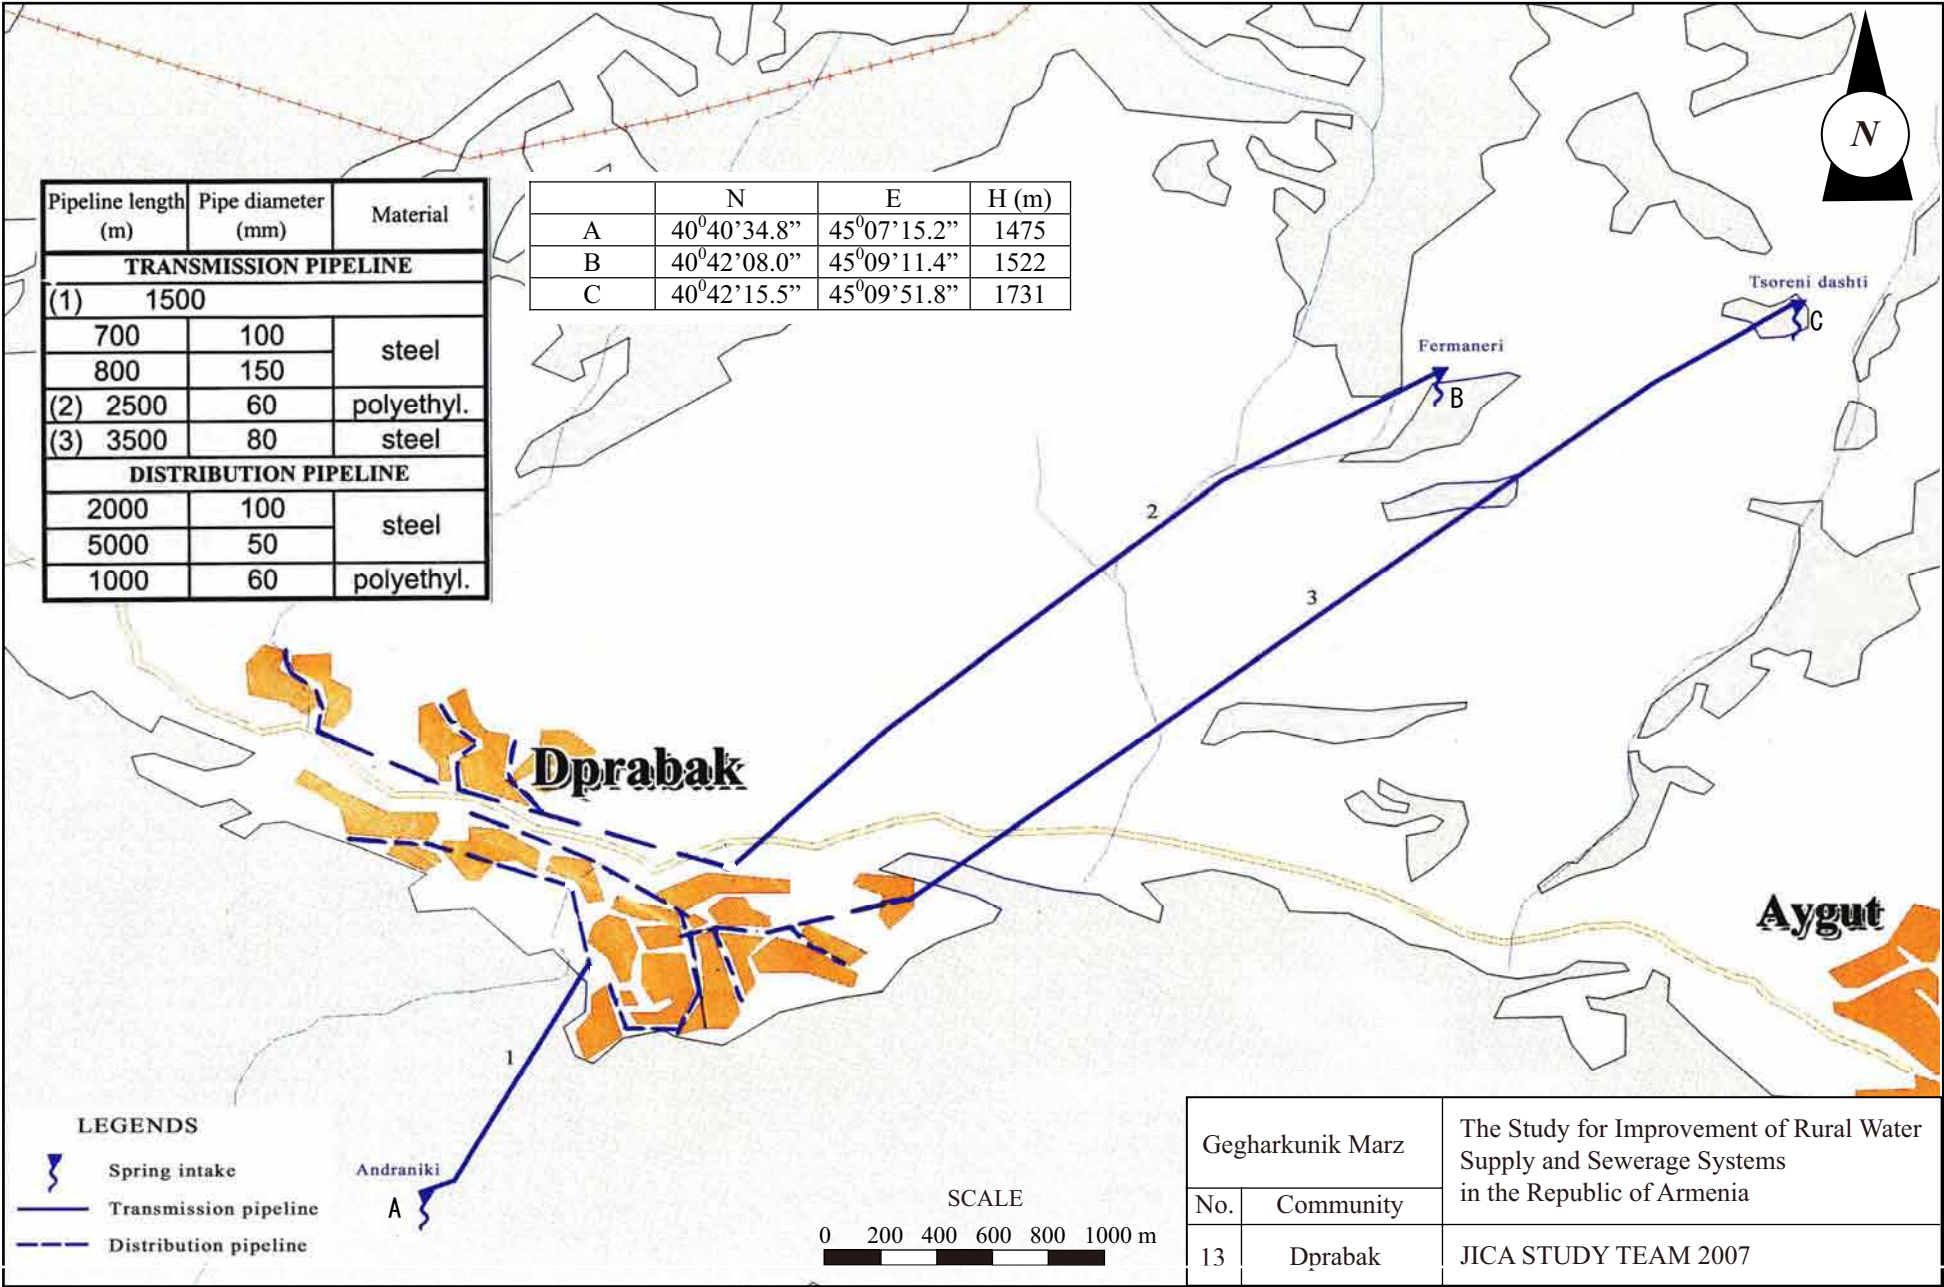 N
Pipeline length (m) Pipe diameter (mm) Material
TRANSMISSION PIPELINE
(1) 1500
700 100 steel
800 150
(2) 2500 60 polyethyl.
(3) 3500 80 steel
DISTRIBUTION PIPELINE
2000 100 steel
5000 50
1000 60 polyethyl.
N E H (m)
A 40⁰40’34.8” 45⁰07’15.2” 1475
B 40⁰42’08.0” 45⁰09’11.4” 1522
C 40⁰42’15.5” 45⁰09’51.8” 1731
Tsoreni dashti
C
Fermaneri
B
2
3
Dprabak
Aygut
1
Andraniki
A
LEGENDS
Spring intake
Transmission pipeline
Distribution pipeline
SCALE
0 200 400 600 800 1000 m
Gegharkunik Marz
No. Community
13 Dprabak
The Study for Improvement of Rural Water
Supply and Sewerage Systems
in the Republic of Armenia
JICA STUDY TEAM 2007